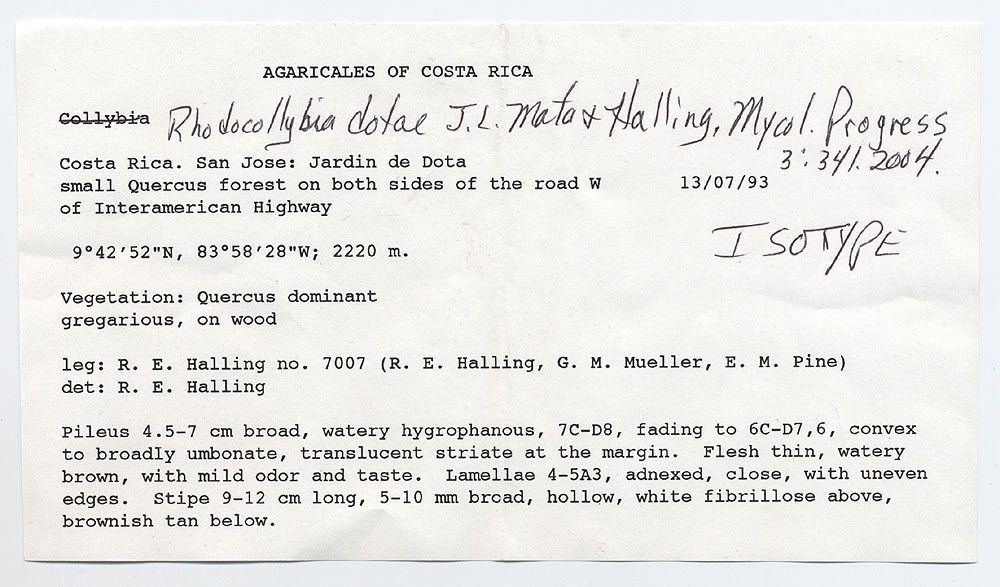 AGARICALES OF COSTA RICA
Collybia Rhodocollybia dotae J.L. Mata & Halling, Mycol. Progress
3: 341. 2004.
Costa Rica. San Jose: Jardin de Dota
small Quercus forest on both sides of the road W 13/07/93
of Interamerican Highway
ISOTYPE
9°42'52"N, 83°58'28"W; 2220 m.
Vegetation: Quercus dominant
gregarious, on wood
leg: R. E. Halling no. 7007 (R. E. Halling, G. M. Mueller, E. M. Pine)
det: R. E. Halling
Pileus 4.5-7 cm broad, watery hygrophanous, 7C-D8, fading to 6C-D7,6, convex
to broadly umbonate, translucent striate at the margin. Flesh thin, watery
brown, with mild odor and taste. Lamellae 4-5A3, adnexed, close, with uneven
edges. Stipe 9-12 cm long, 5-10 mm broad, hollow, white fibrillose above,
brownish tan below.